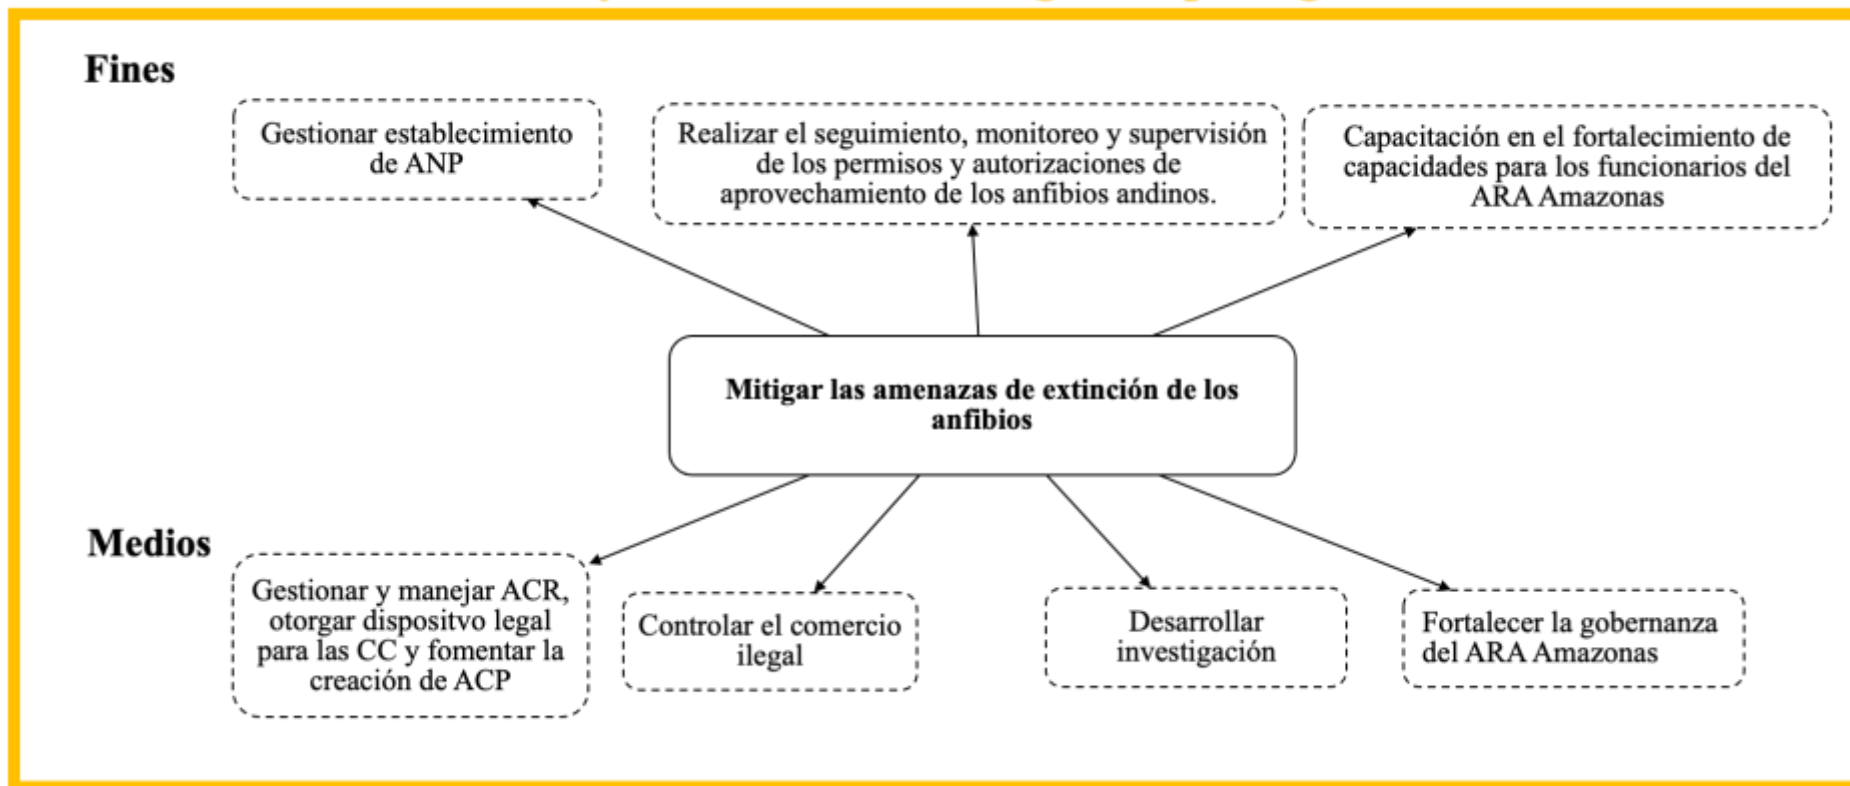 Fines
Gestionar establecimiento
de ANP
Realizar el seguimiento, monitoreo y supervisión
de los permisos y autorizaciones de
aprovechamiento de los anfibios andinos.
Capacitación en el fortalecimiento de
capacidades para los funcionarios del
ARA Amazonas
Mitigar las amenazas de extinción de los
anfibios
Medios
Gestionar y manejar ACR,
otorgar dispositvo legal
para las CC y fomentar la
creación de ACP
Controlar el comercio
ilegal
Desarrollar
investigación
Fortalecer la gobernanza
del ARA Amazonas